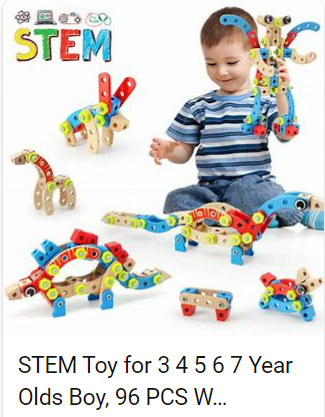 STEM
STEM Toy for 3 4 5 6 7 Year
Olds Boy, 96 PCS W...